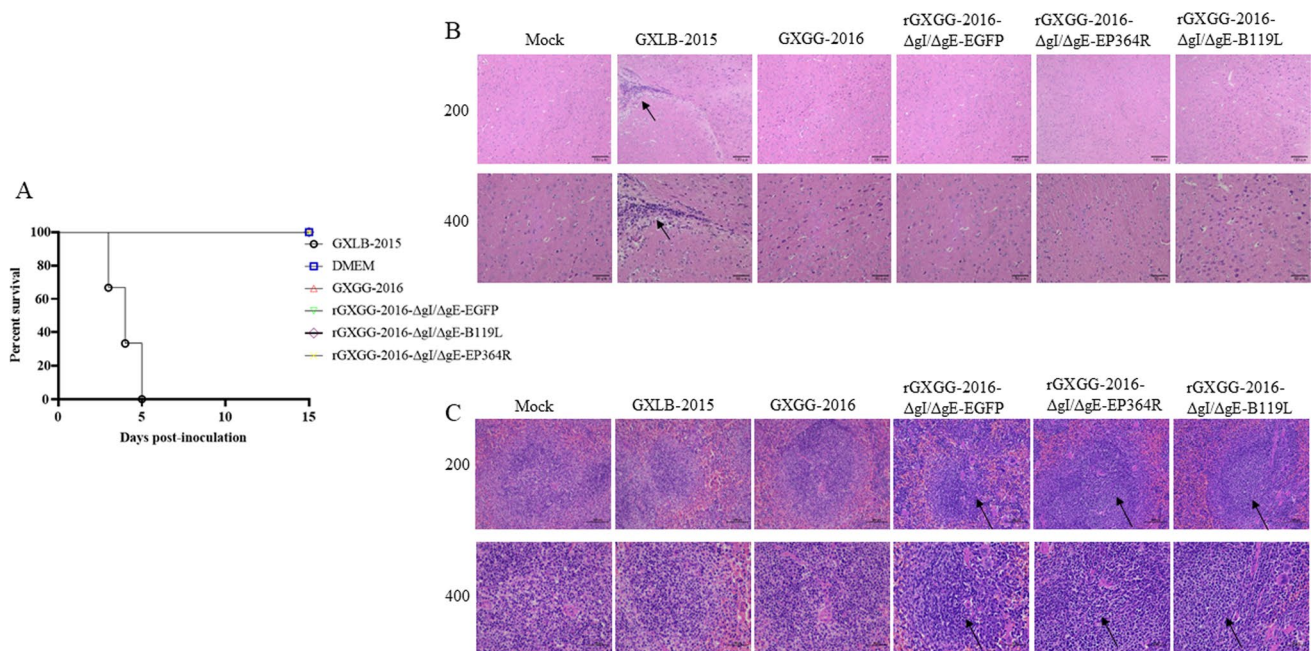 A
Percent survival
100
80
60
40
20
0
0
5
10
15
Days post-inoculation
GXLB-2015
DMEM
GXGG-2016
rGXGG-2016-ΔgI/ΔgE-EGFP
rGXGG-2016-ΔgI/ΔgE-B119L
rGXGG-2016-ΔgI/ΔgE-EP364R
B
Mock
GXLB-2015
GXGG-2016
rGXGG-2016-
ΔgI/ΔgE-EGFP
rGXGG-2016-
ΔgI/ΔgE-EP364R
rGXGG-2016-
ΔgI/ΔgE-B119L
200
400
C
Mock
GXLB-2015
GXGG-2016
rGXGG-2016-
ΔgI/ΔgE-EGFP
rGXGG-2016-
ΔgI/ΔgE-EP364R
rGXGG-2016-
ΔgI/ΔgE-B119L
200
400